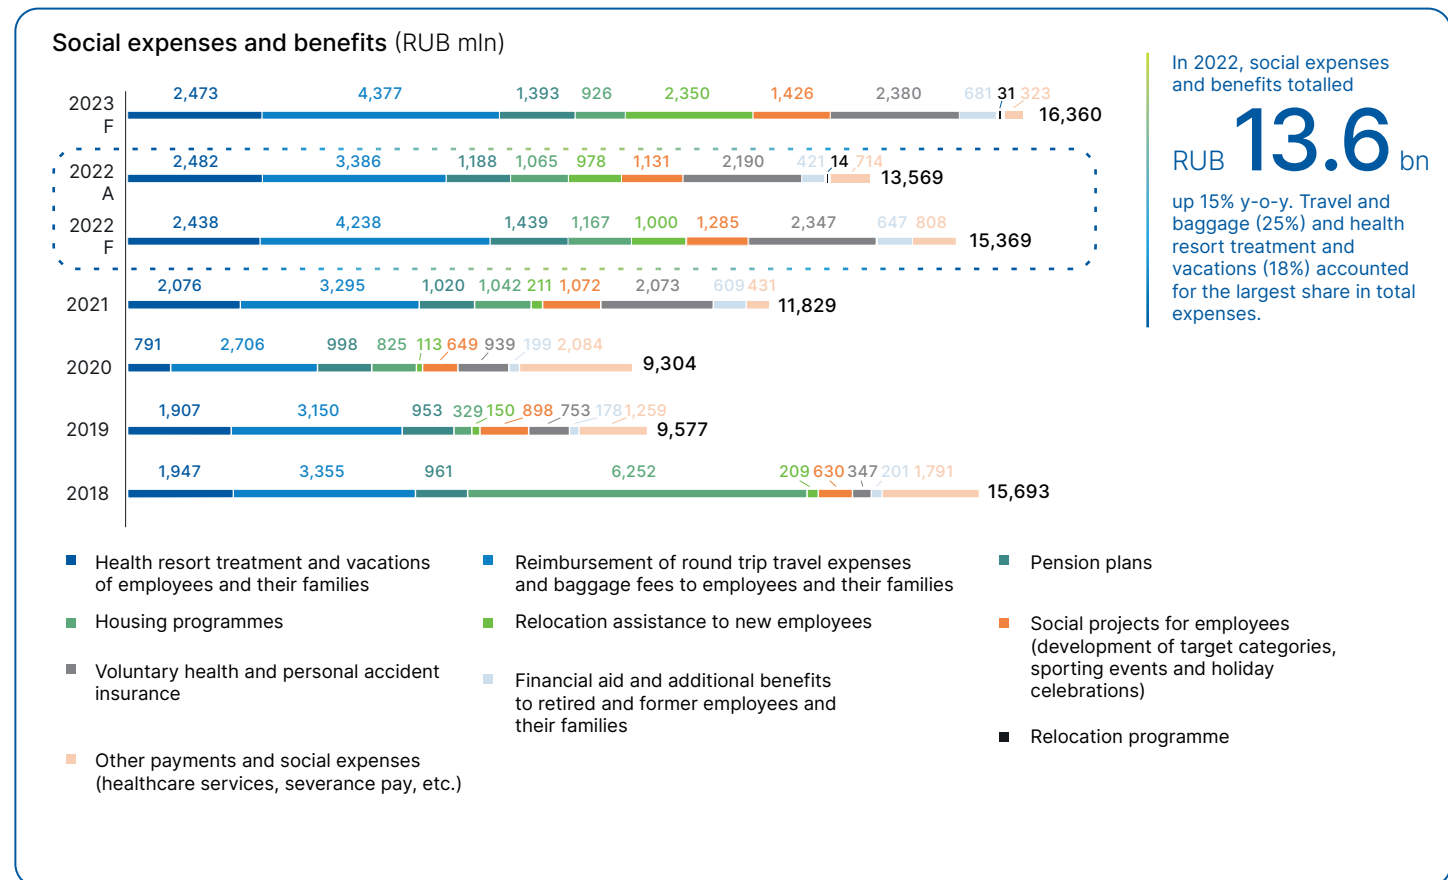 Social expenses and benefits (RUB mln)
2,473 4,377 1,393 926 2,350 1,426 2,380 681 31 323
2023
F
16,360
2,482 3,386 1,188 1,065 978 1,131 2,190 421 14 714
2022
A
13,569
2,438 4,238 1,439 1,167 1,000 1,285 2,347 647 808
2022
F
15,369
2,076 3,295 1,020 1,042 211 1,072 2,073 609 431
2021
11,829
791 2,706 998 825 113 649 939 199 2,084
2020
9,304
1,907 3,150 953 329 150 898 753 178 1,259
2019
9,577
1,947 3,355 961 6,252 209 630 347 201 1,791
2018
15,693
In 2022, social expenses
and benefits totalled
RUB 13.6 bn
up 15% y-o-y. Travel and
baggage (25%) and health
resort treatment and
vacations (18%) accounted
for the largest share in total
expenses.
Health resort treatment and vacations
of employees and their families
Reimbursement of round trip travel expenses
and baggage fees to employees and their families
Pension plans
Housing programmes
Relocation assistance to new employees
Social projects for employees
(development of target categories,
sporting events and holiday
celebrations)
Voluntary health and personal accident
insurance
Financial aid and additional benefits
to retired and former employees and
their families
Relocation programme
Other payments and social expenses
(healthcare services, severance pay, etc.)